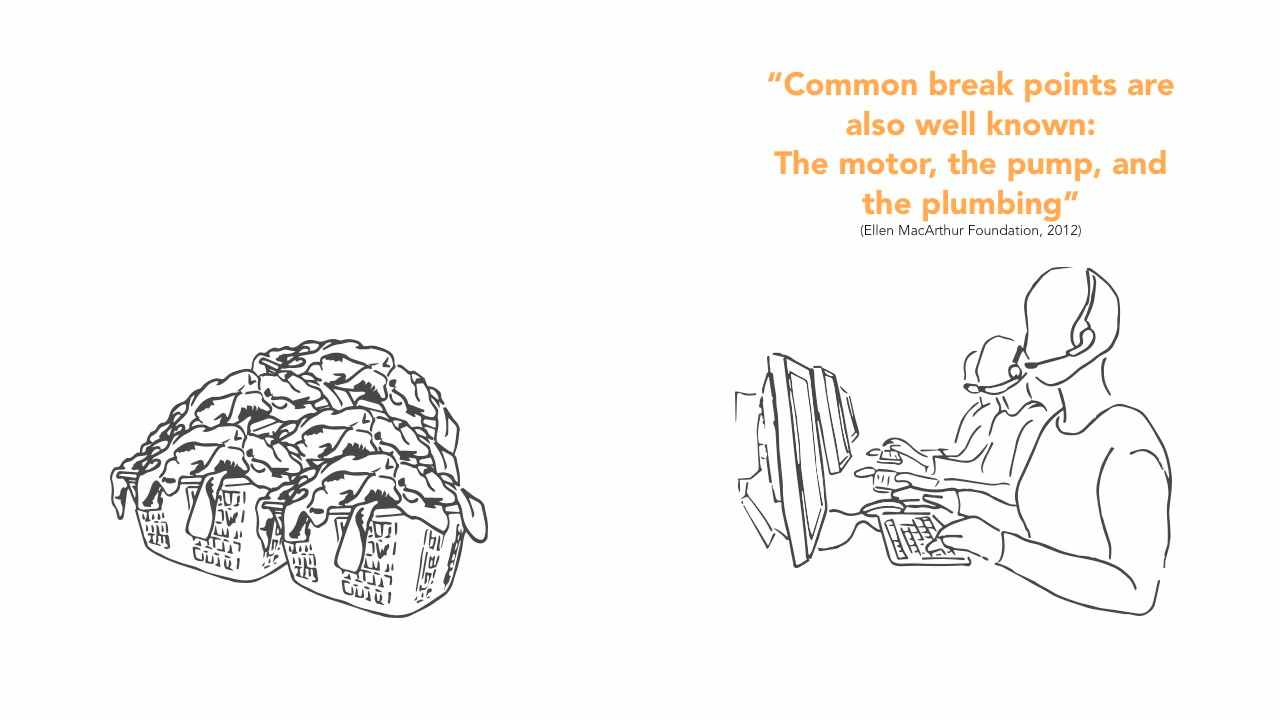 “Common break points are
also well known:
The motor, the pump, and
the plumbing”
(Ellen MacArthur Foundation, 2012)